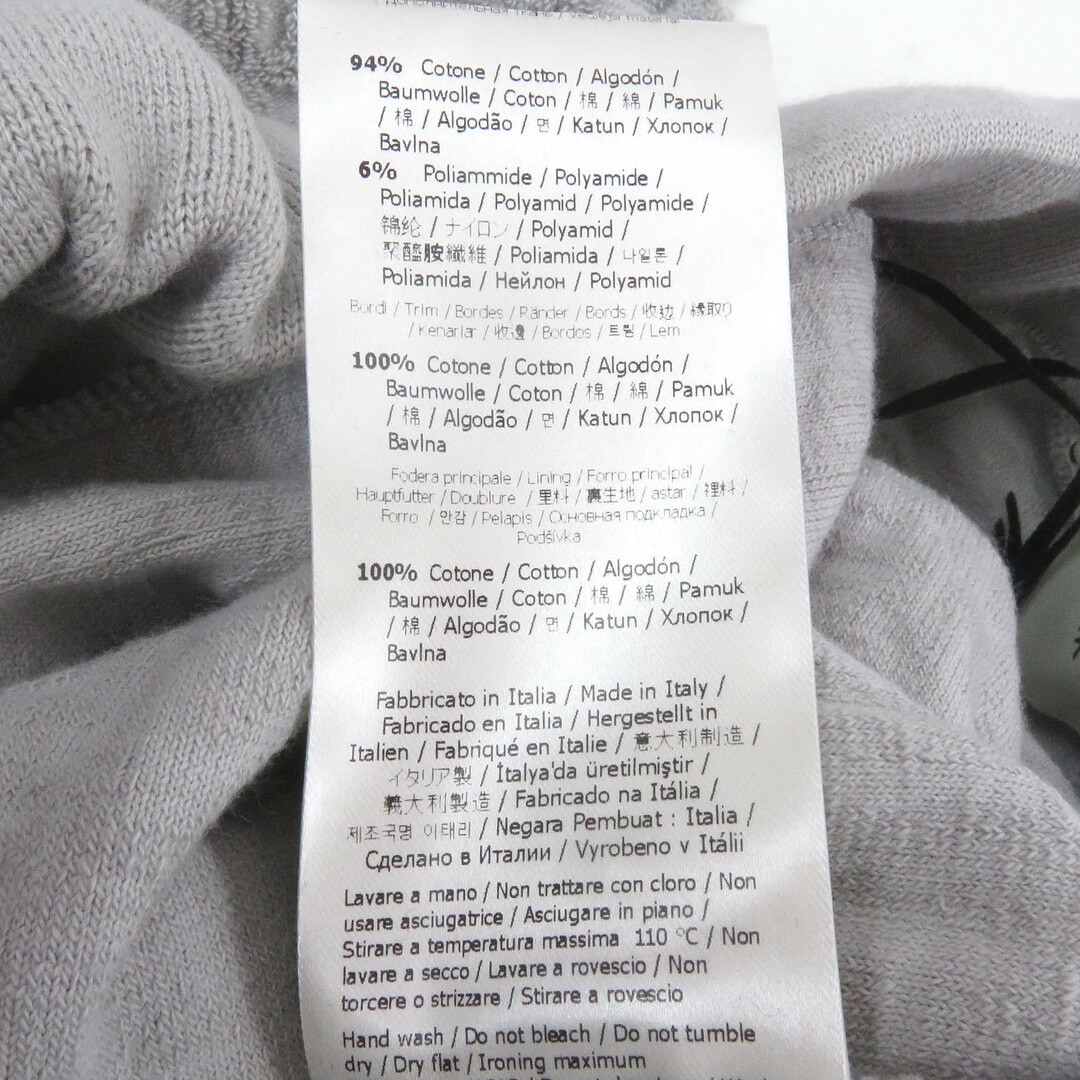 94% Cotone / Cotton / Algodón /
Baumwolle / Coton / 棉 / 綿 / Pamuk
/ 棉 / Algodão / 면 / Katun / Хлопок /
Bavlna
6% Poliammide / Polyamide /
Poliamida / Polyamid / Polyamide /
锦纶 / ナイロン / Polyamid /
聚醯胺纖維 / Poliamida / 나일론 /
Poliamida / Нейлон / Polyamid
Bordi / Trim / Bordes / Ränder / Bords / 收边 / 縁取り
/ Kenarlar / 收邊 / Bordos / 트림 / Lem
100% Cotone / Cotton / Algodón /
Baumwolle / Coton / 棉 / 綿 / Pamuk
/ 棉 / Algodão / 면 / Katun / Хлопок /
Bavlna
Fodera principale / Lining / Forro principal /
Hauptfutter / Doublure / 里料 / 裏生地 / astar / 裡料 /
Forro / 안감 / Pelapis / Основная подкладка /
Podšívka
100% Cotone / Cotton / Algodón /
Baumwolle / Coton / 棉 / 綿 / Pamuk
/ 棉 / Algodão / 면 / Katun / Хлопок /
Bavlna
Fabbricato in Italia / Made in Italy /
Fabricado en Italia / Hergestellt in
Italien / Fabriqué en Italie / 意大利制造 /
イタリア製 / İtalya'da üretilmiştir /
義大利製造 / Fabricado na Itália /
제조국명 이태리 / Negara Pembuat : Italia /
Сделано в Италии / Vyrobeno v Itálii
Lavare a mano / Non trattare con cloro / Non
usare asciugatrice / Asciugare in piano /
Stirare a temperatura massima 110 °C / Non
lavare a secco / Lavare a rovescio / Non
torcere o strizzare / Stirare a rovescio
Hand wash / Do not bleach / Do not tumble
dry / Dry flat / Ironing maximum